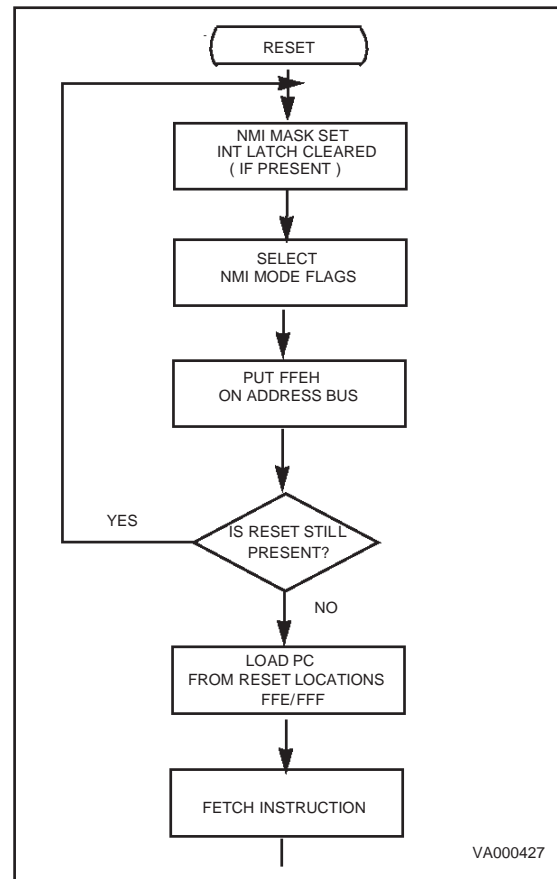 RESET
NMI MASK SET
INT LATCH CLEARED
( IF PRESENT )
SELECT
NMI MODE FLAGS
PUT FFEH
ON ADDRESS BUS
YES
IS RESET STILL
PRESENT?
NO
LOAD PC
FROM RESET LOCATIONS
FFE/FFF
FETCH INSTRUCTION
VA000427